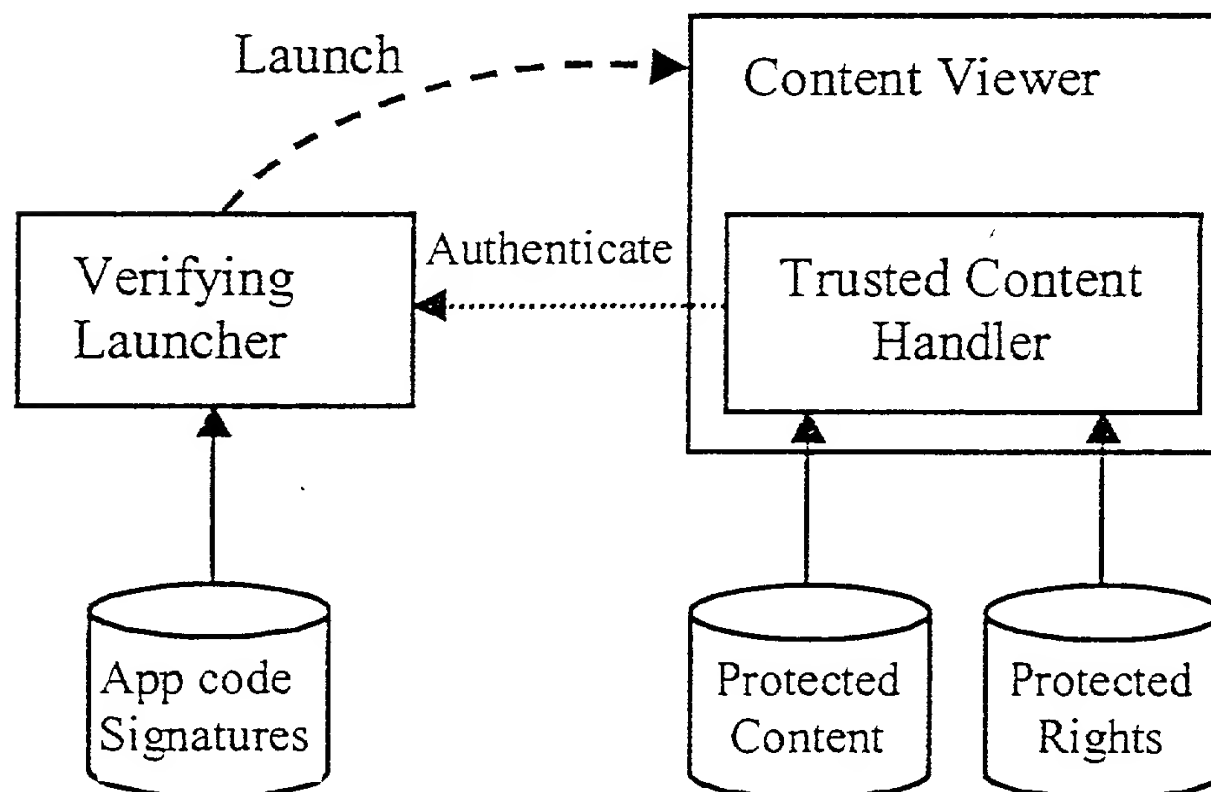 Launch
Content Viewer
Verifying
Launcher
Authenticate
Trusted Content
Handler
App code
Signatures
Protected
Content
Protected
Rights